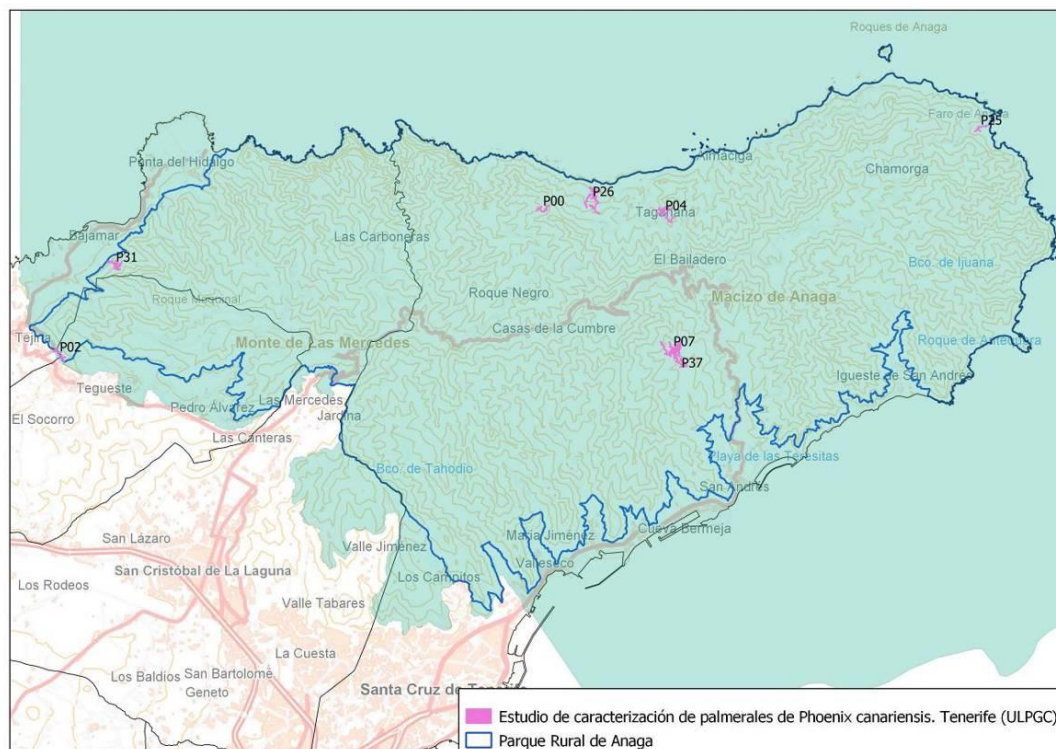 Roques de Anaga
Faro de Anaga
P25
Punta del Hidalgo
Almáciga
Chamorga
P26
P00
P04
Taganana
Bajamar
Las Carboneras
P31
El Bailadero
Bco. de Ijuana
Roque Negro
Macizo de Anaga
Casas de la Cumbre
Tejina
Monte de Las Mercedes
Roque de Antequera
P02
P07
P37
Tegueste
Igueste de San Andrés
Pedro Álvarez
Las Mercedes
El Socorro
Jardina
Las Canteras
Bco. de Tahodio
Playa de las Teresitas
San Andrés
Cueva Bermeja
María Jiménez
San Lázaro
Valle Jiménez
Valleseco
San Cristóbal de La Laguna
Los Campitos
Los Rodeos
Valle Tabares
La Cuesta
Los Baldíos
San Bartolomé
Geneto
Santa Cruz de
Estudio de caracterización de palmerales de Phoenix canariensis. Tenerife (ULPGC)
Parque Rural de Anaga